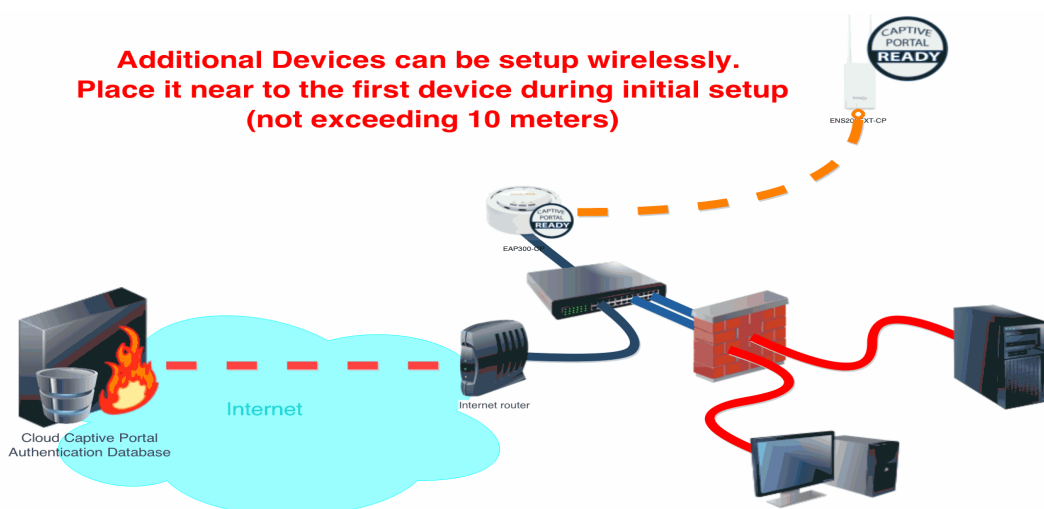 Additional Devices can be setup wirelessly.
Place it near to the first device during initial setup
(not exceeding 10 meters)
CAPTIVE
PORTAL
READY
CAPTIVE
PORTAL
READY
EAP300-CP
Internet
Internet router
Cloud Captive Portal
Authentication Database